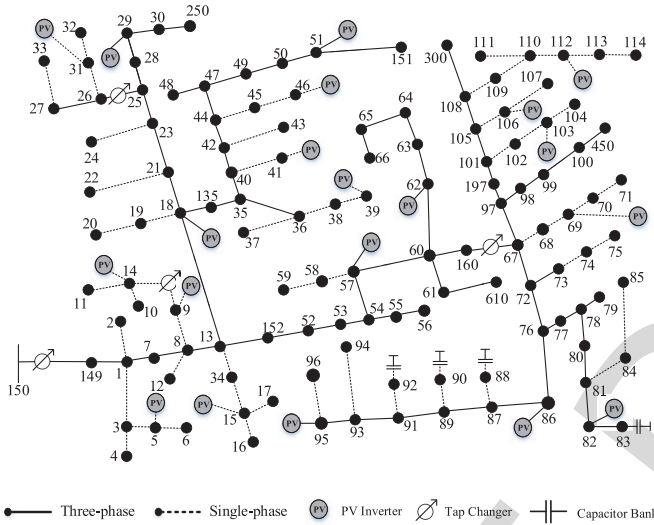 32 29 30 250 PV 51
33 PV 31 PV 28 47 49 50 151 300 111 110 112 113 114
27 26 25 48 46 PV 109 107 PV
23 44 45 108 106 PV 104
24 42 43 65 64 105 103
22 21 40 41 PV 66 63 101 102 PV 100 450
20 19 18 135 35 PV 39 62 197 98 99
37 36 38 PV 97 70 71
PV PV 60 160 67 68 69 PV
14 PV 59 58 57 73 74 75
11 10 9 54 61 610 72 85
2 13 152 52 53 55 56 76 77 78 79
1 7 8 96 94 80 84
150 149 12 34 92 90 88 81
PV PV 15 17 86 PV
3 5 6 16 PV 95 93 91 89 87 PV 82 83
4
Three-phase Single-phase PV PV Inverter Tap Changer Capacitor Bank